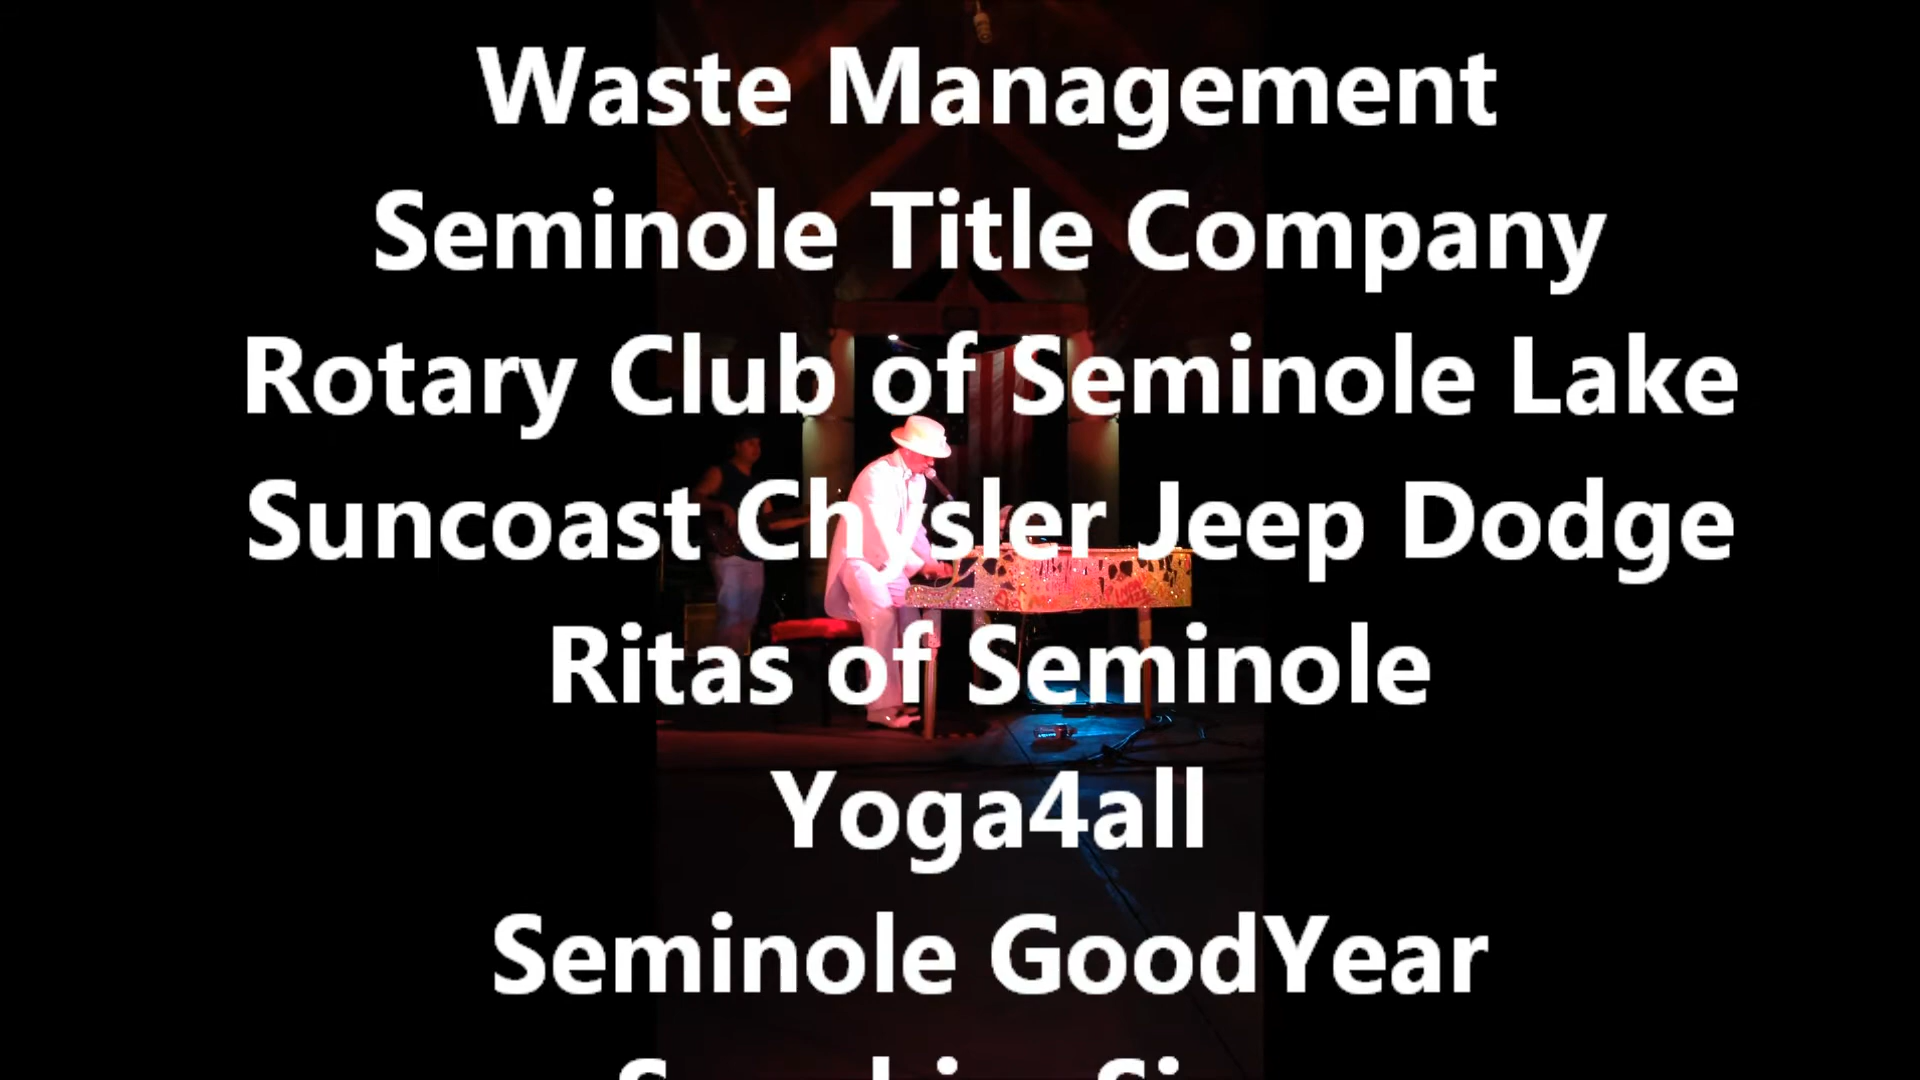 Waste Management
Seminole Title Company
Rotary Club of Seminole Lake
Suncoast Chysler Jeep Dodge
Ritas of Seminole
Yoga4all
Seminole GoodYear